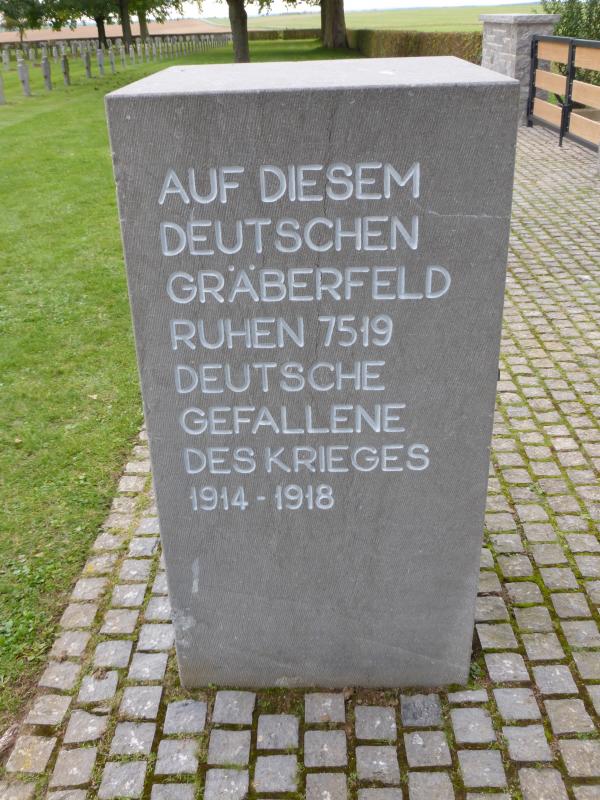 AUF DIESEM
DEUTSCHEN
GRÄBERFELD
RUHEN 7519
DEUTSCHE
GEFALLENE
DES KRIEGES
1914 - 1918